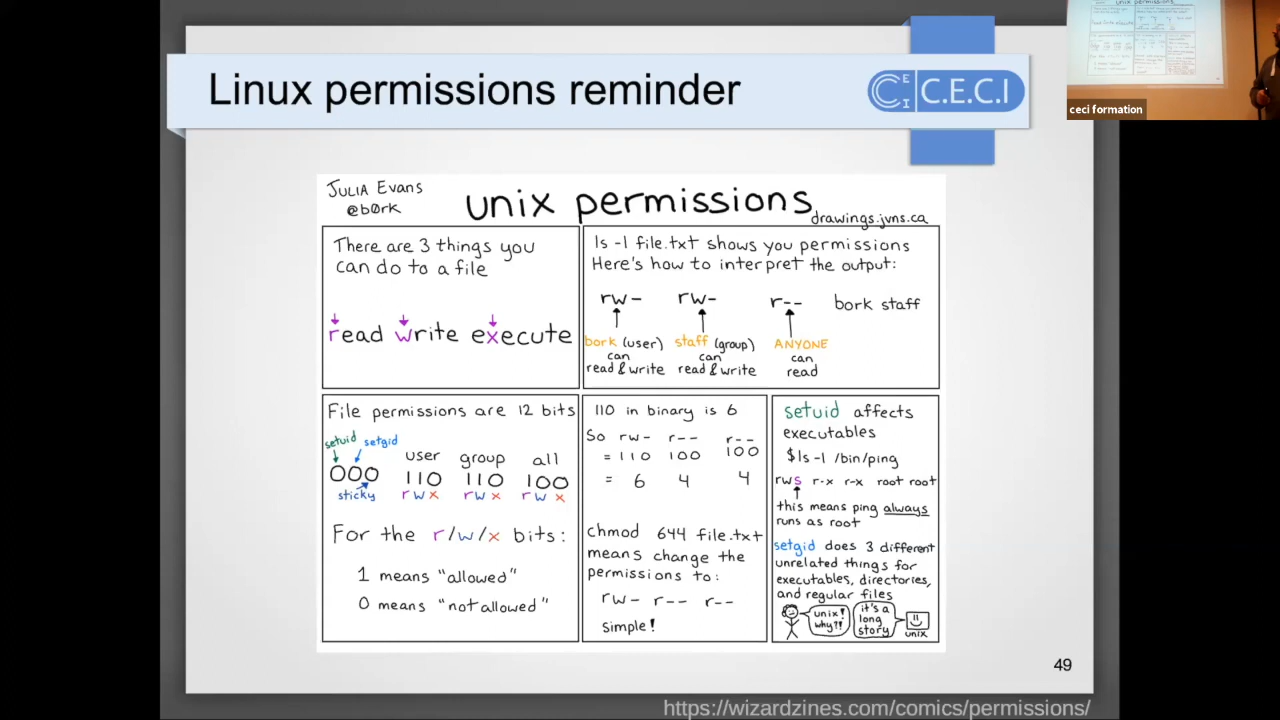 Linux permissions reminder
CECI
C.E.C.I
ceci formation
JULIA Evans
@b0rk
unix permissions
drawings.jvns.ca
There are 3 things you
can do to a file
read write execute
ls -l file.txt shows you permissions
Here's how to interpret the output:
rw- rw- r-- bork staff
bork (user) staff (group) ANYONE
can can can
read & write read & write read
File permissions are 12 bits
setuid setgid
user group all
000 110 110 100
sticky rwx rwx rwx
For the r/w/x bits:
1 means "allowed"
0 means "not allowed"
110 in binary is 6
So rw- r-- r--
= 110 100 100
= 6 4 4
chmod 644 file.txt
means change the
permissions to:
rw- r-- r--
simple!
setuid affects
executables
$ls -l /bin/ping
rws r-x r-x root root
this means ping always
runs as root
setgid does 3 different
unrelated things for
executables, directories,
and regular files
unix! why?!
it's a long story
unix
49
https://wizardzines.com/comics/permissions/